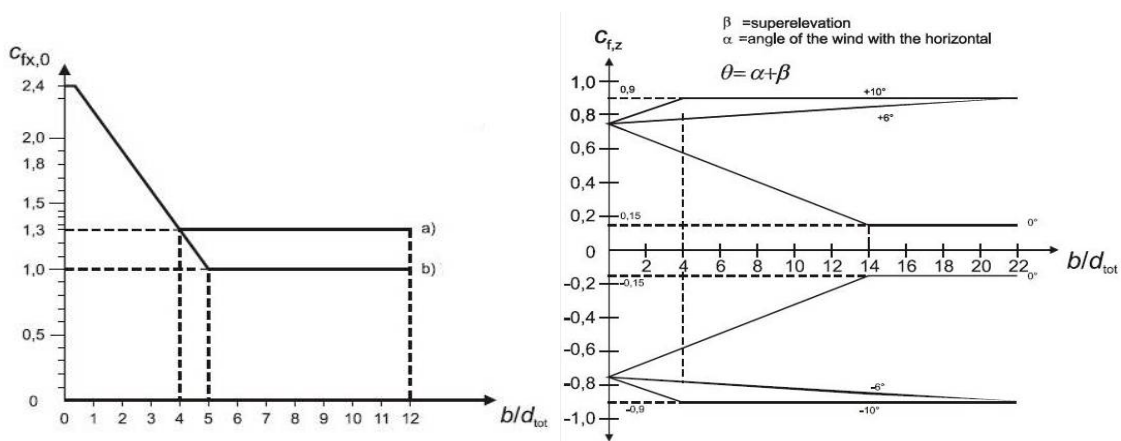 c_fx,0
2,4
2,0
1,8
1,5
1,3
1,0
0,5
0
a)
b)
0 1 2 3 4 5 6 7 8 9 10 11 12
b/d_tot
β =superelevation
α =angle of the wind with the horizontal
θ= α+β
c_f,z
1,0
0,8
0,6
0,4
0,2
0
-0,2
-0,4
-0,6
-0,8
-1,0
0,9
+10°
+6°
0,15
0°
2 4 6 8 10 12 14 16 18 20 22
b/d_tot
-0,15
0°
-6°
-0,9
-10°